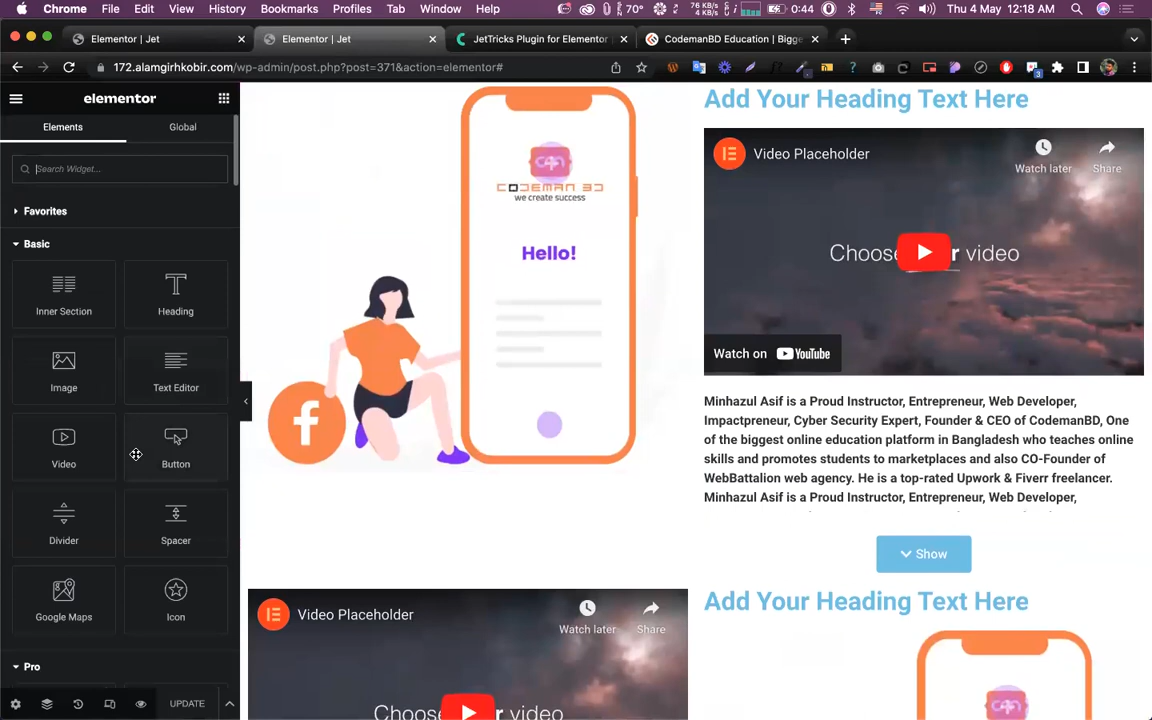 Chrome File Edit View History Bookmarks Profiles Tab Window Help
70° 76 KB/s 4 KB/s 0:44 Thu 4 May 12:18 AM
Elementor | Jet
Elementor | Jet
JetTricks Plugin for Elementor
CodemanBD Education | Bigge
172.alamgirhkobir.com/wp-admin/post.php?post=371&action=elementor#
3
elementor
Elements Global
Search Widget...
Favorites
Basic
Inner Section Heading
Image Text Editor
Video Button
Divider Spacer
Google Maps Icon
Pro
UPDATE
CODEMAN BD
we create success
Hello!
Add Your Heading Text Here
Video Placeholder
Watch later Share
Choose video
Watch on YouTube
Minhazul Asif is a Proud Instructor, Entrepreneur, Web Developer,
Impactpreneur, Cyber Security Expert, Founder & CEO of CodemanBD, One
of the biggest online education platform in Bangladesh who teaches online
skills and promotes students to marketplaces and also CO-Founder of
WebBattalion web agency. He is a top-rated Upwork & Fiverr freelancer.
Minhazul Asif is a Proud Instructor, Entrepreneur, Web Developer,
Show
Video Placeholder
Watch later Share
Choose video
Add Your Heading Text Here